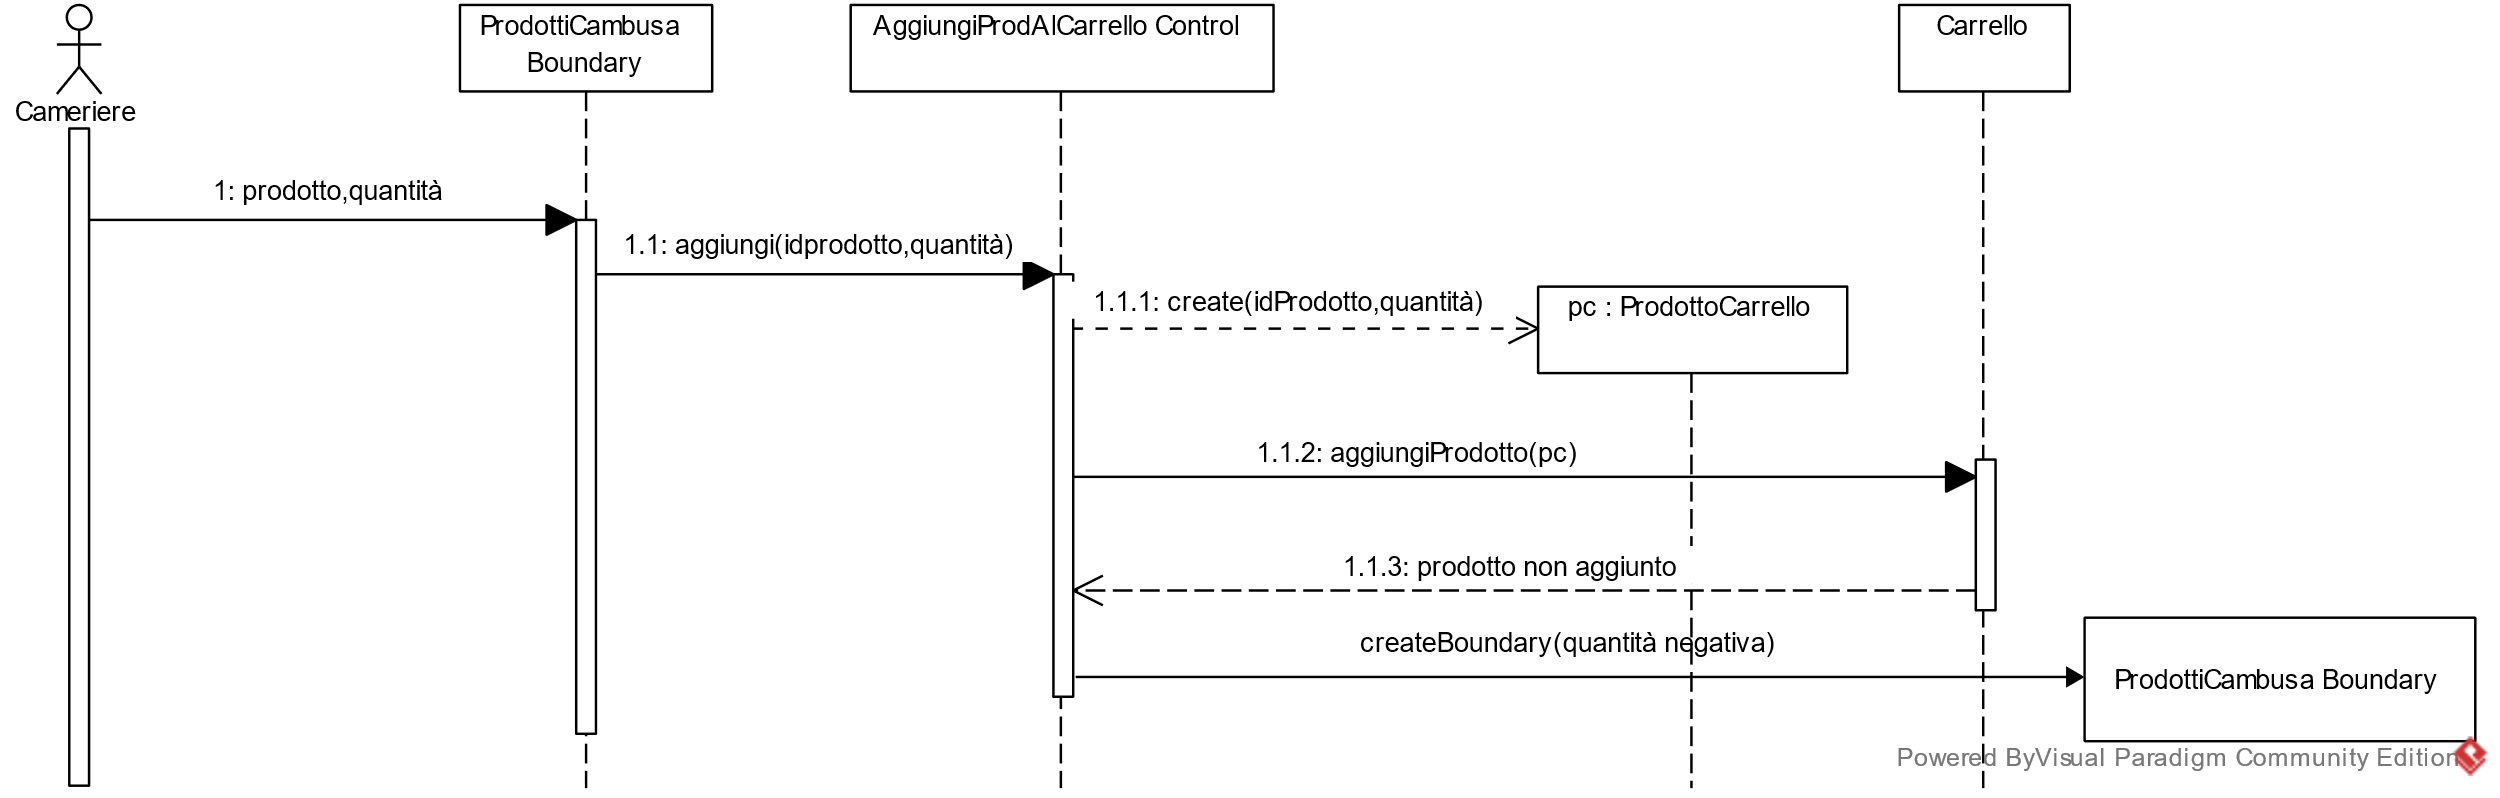 ProdottiCambusa
Boundary
AggiungiProdAlCarrello Control
Carrello
Cameriere
1: prodotto,quantità
1.1: aggiungi(idprodotto,quantità)
1.1.1: create(idProdotto,quantità)
pc : ProdottoCarrello
1.1.2: aggiungiProdotto(pc)
1.1.3: prodotto non aggiunto
createBoundary(quantità negativa)
ProdottiCambusa Boundary
Powered ByVisual Paradigm Community Edition